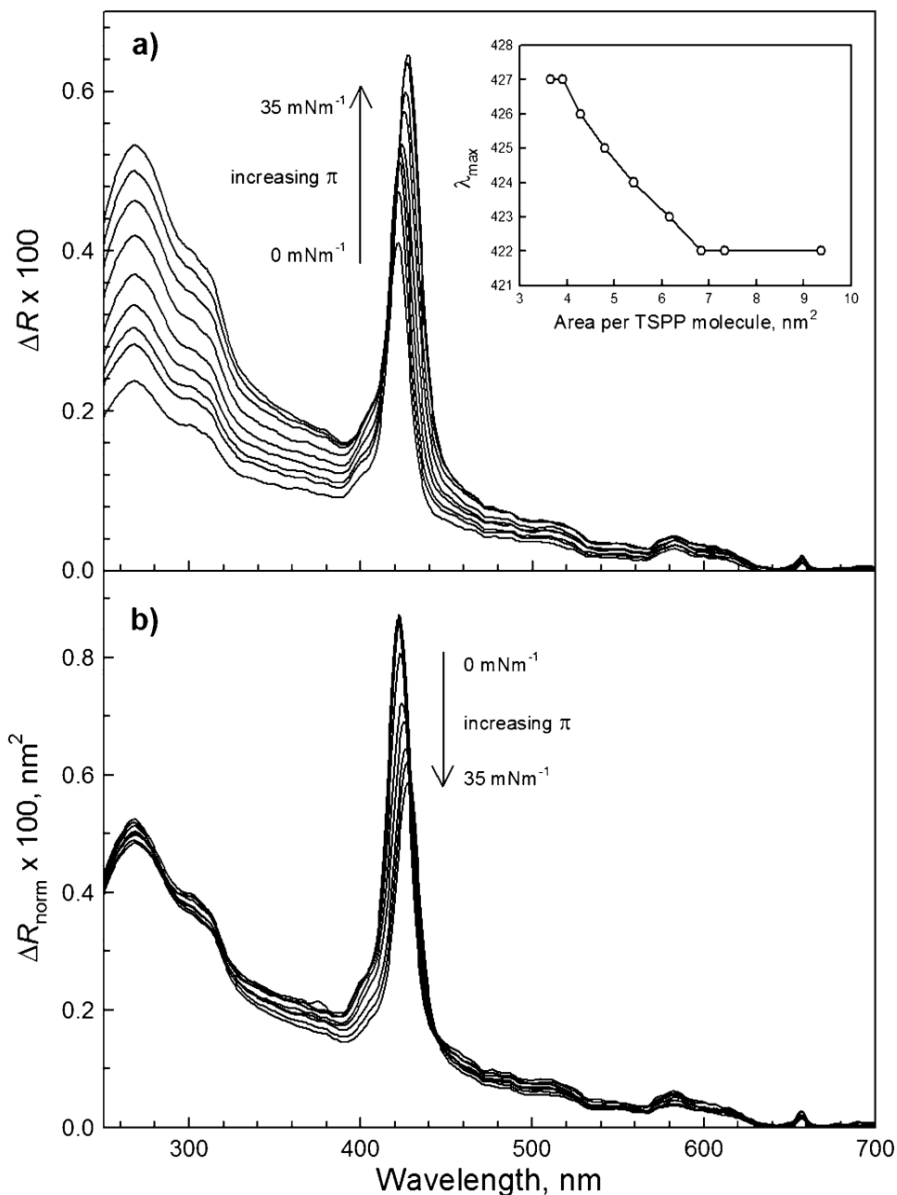 a)
0.6
0.4
0.2
0.0
ΔR x 100
35 mNm⁻¹
increasing π
0 mNm⁻¹
428
427
426
425
424
423
422
421
λmax
3 4 5 6 7 8 9 10
Area per TSPP molecule, nm²
b)
0.8
0.6
0.4
0.2
0.0
ΔRnorm x 100, nm²
0 mNm⁻¹
increasing π
35 mNm⁻¹
300 400 500 600 700
Wavelength, nm